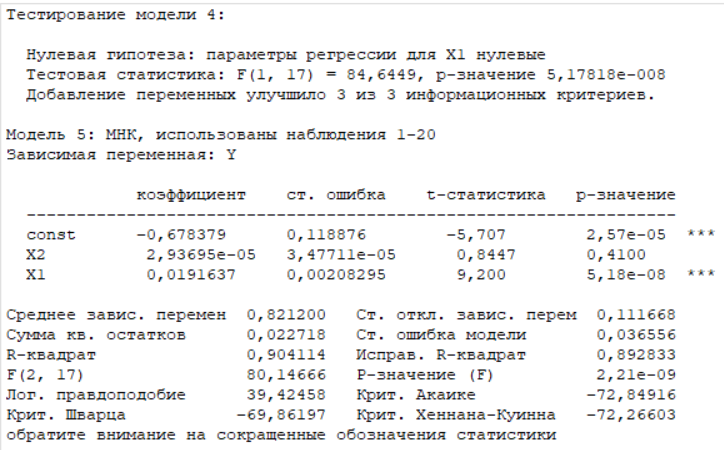 Тестирование модели 4:
Нулевая гипотеза: параметры регрессии для X1 нулевые
Тестовая статистика: F(1, 17) = 84,6449, p-значение 5,17818e-008
Добавление переменных улучшило 3 из 3 информационных критериев.
Модель 5: МНК, использованы наблюдения 1-20
Зависимая переменная: Y
коэффициент ст. ошибка t-статистика p-значение
---------------------------------------------------------------
const -0,678379 0,118876 -5,707 2,57e-05 ***
X2 2,93695e-05 3,47711e-05 0,8447 0,4100
X1 0,0191637 0,00208295 9,200 5,18e-08 ***
Среднее завис. перемен 0,821200 Ст. откл. завис. перем 0,111668
Сумма кв. остатков 0,022718 Ст. ошибка модели 0,036556
R-квадрат 0,904114 Исправ. R-квадрат 0,892833
F(2, 17) 80,14666 P-значение (F) 2,21e-09
Лог. правдоподобие 39,42458 Крит. Акаике -72,84916
Крит. Шварца -69,86197 Крит. Хеннана-Куинна -72,26603
обратите внимание на сокращенные обозначения статистики